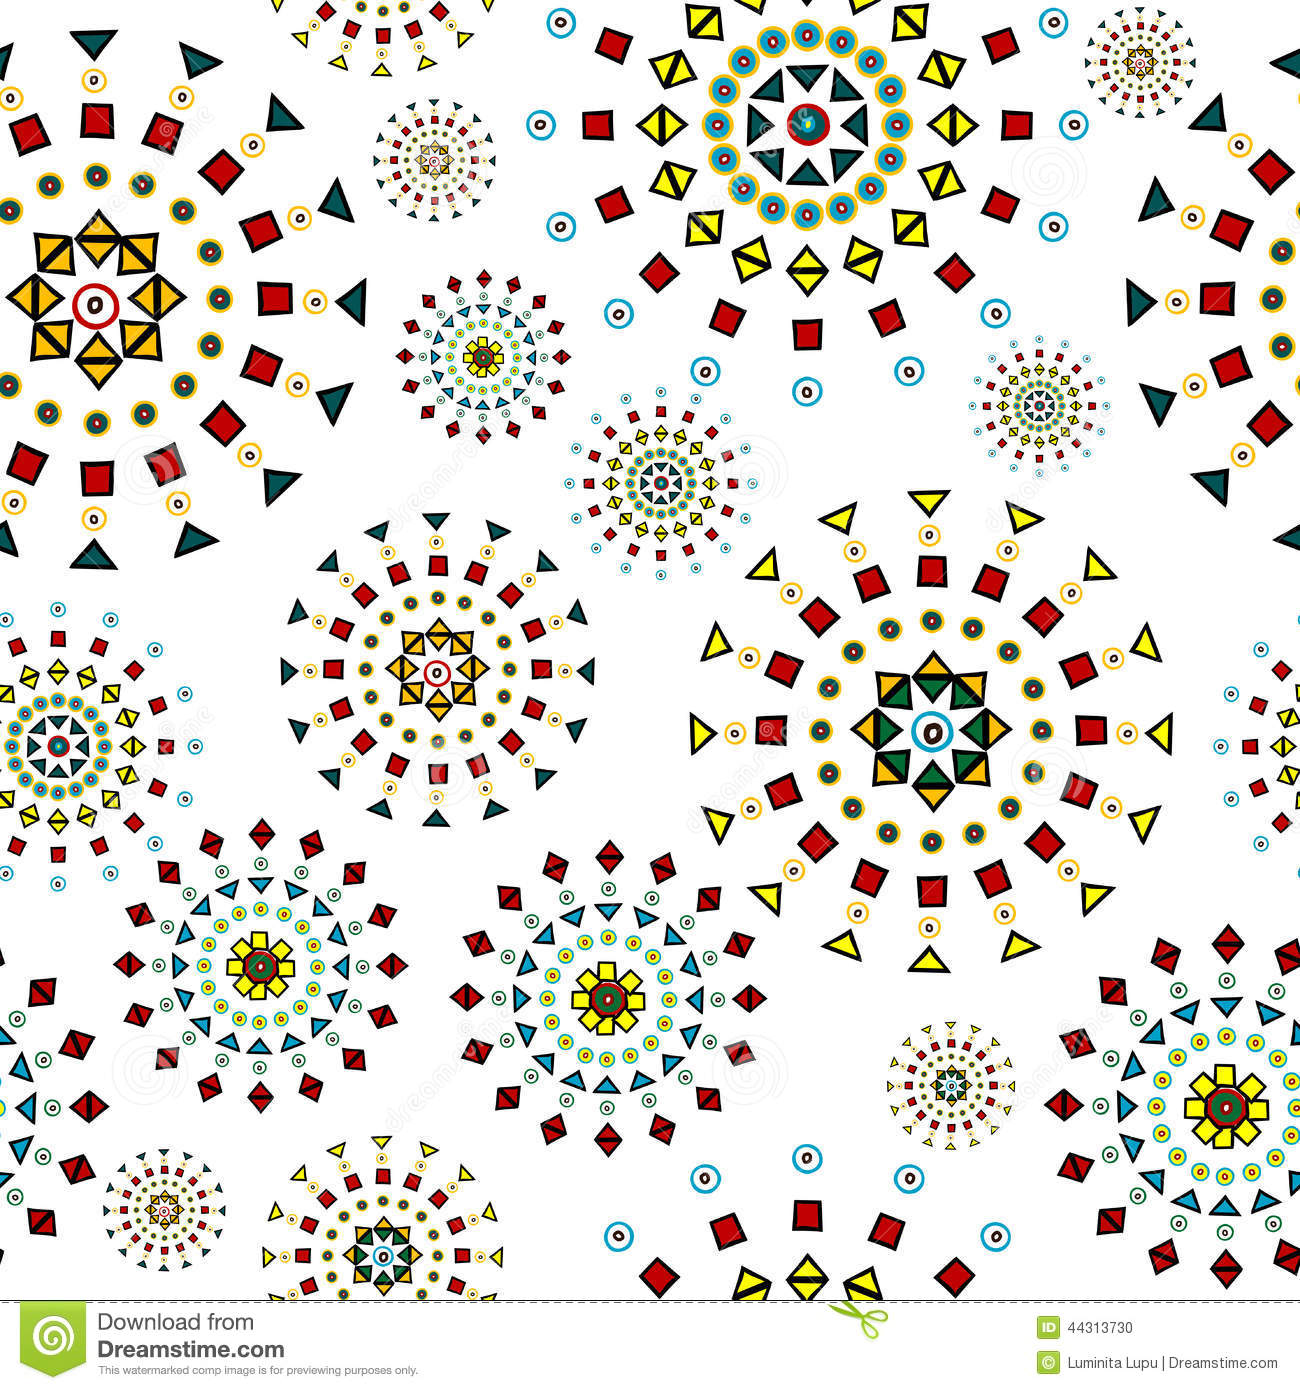 Download from
Dreamstime.com
This watermarked comp image is for previewing purposes only.
ID 44313730
© Luminita Lupu | Dreamstime.com